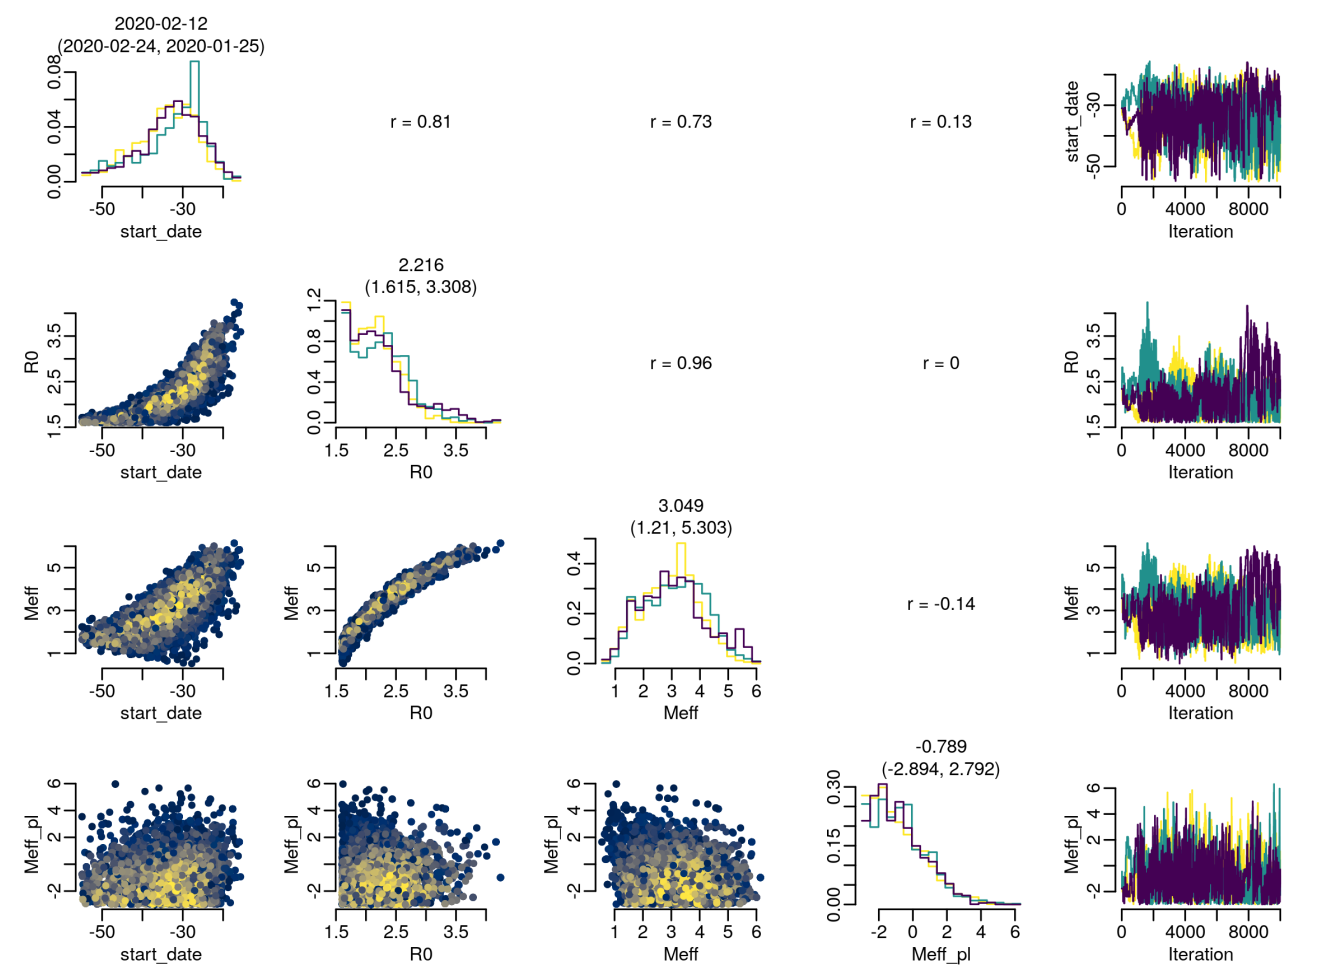 2020-02-12
(2020-02-24, 2020-01-25)
0.00 0.04 0.08
-50 -30
start_date
r = 0.81
r = 0.73
r = 0.13
start_date
-50 -30
0 4000 8000
Iteration
R0
1.5 2.5 3.5
-50 -30
start_date
2.216
(1.615, 3.308)
0.0 0.4 0.8 1.2
1.5 2.5 3.5
R0
r = 0.96
r = 0
R0
1.5 2.5 3.5
0 4000 8000
Iteration
Meff
1 3 5
-50 -30
start_date
Meff
1 3 5
1.5 2.5 3.5
R0
3.049
(1.21, 5.303)
0.0 0.2 0.4
1 2 3 4 5 6
Meff
r = -0.14
Meff
1 3 5
0 4000 8000
Iteration
Meff_pl
-2 2 4 6
-50 -30
start_date
Meff_pl
-2 2 4 6
1.5 2.5 3.5
R0
Meff_pl
-2 2 4 6
1 2 3 4 5 6
Meff
-0.789
(-2.894, 2.792)
0.00 0.15 0.30
-2 0 2 4 6
Meff_pl
Meff_pl
-2 2 6
0 4000 8000
Iteration